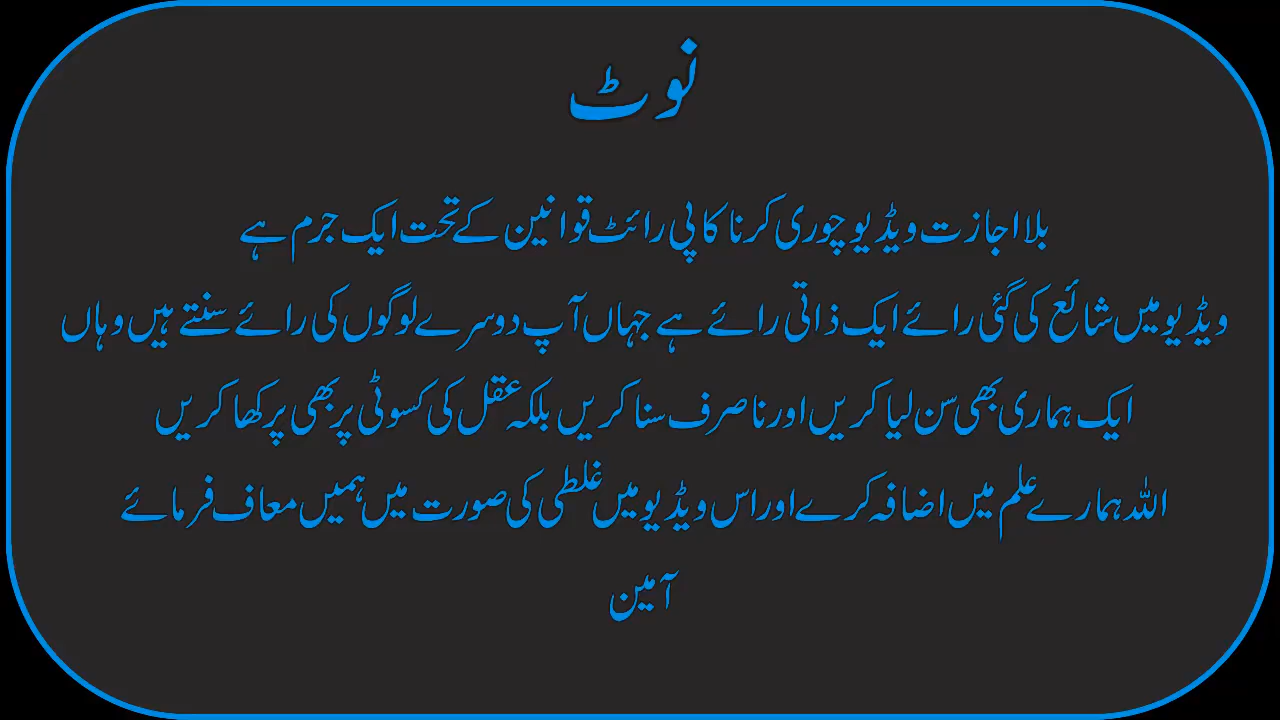 نوٹ
بلا اجازت ویڈیو چوری کرنا کاپی رائٹ قوانین کے تحت ایک جرم ہے
ویڈیو میں شائع کی گئی رائے ایک ذاتی رائے ہے جہاں آپ دوسرے لوگوں کی رائے سنتے ہیں وہاں
ایک ہماری بھی سن لیا کریں اور نا صرف سنا کریں بلکہ عقل کی کسوٹی پر بھی پرکھا کریں
اللہ ہمارے علم میں اضافہ کرے اور اس ویڈیو میں غلطی کی صورت میں ہمیں معاف فرمائے
آمین